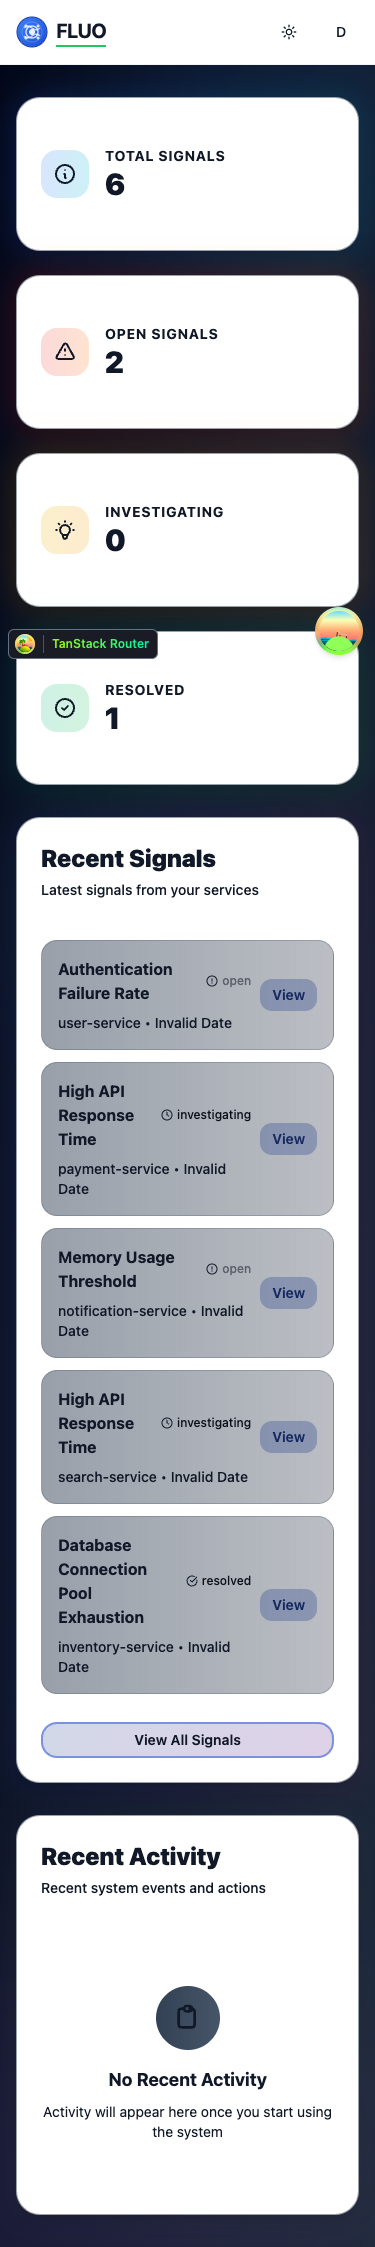 FLUO
D
TOTAL SIGNALS
6
OPEN SIGNALS
2
INVESTIGATING
0
TanStack Router
RESOLVED
1
Recent Signals
Latest signals from your services
Authentication
Failure Rate
open
View
user-service • Invalid Date
High API
Response
Time
investigating
View
payment-service • Invalid
Date
Memory Usage
Threshold
open
View
notification-service • Invalid
Date
High API
Response
Time
investigating
View
search-service • Invalid Date
Database
Connection
Pool
Exhaustion
resolved
View
inventory-service • Invalid
Date
View All Signals
Recent Activity
Recent system events and actions
No Recent Activity
Activity will appear here once you start using
the system